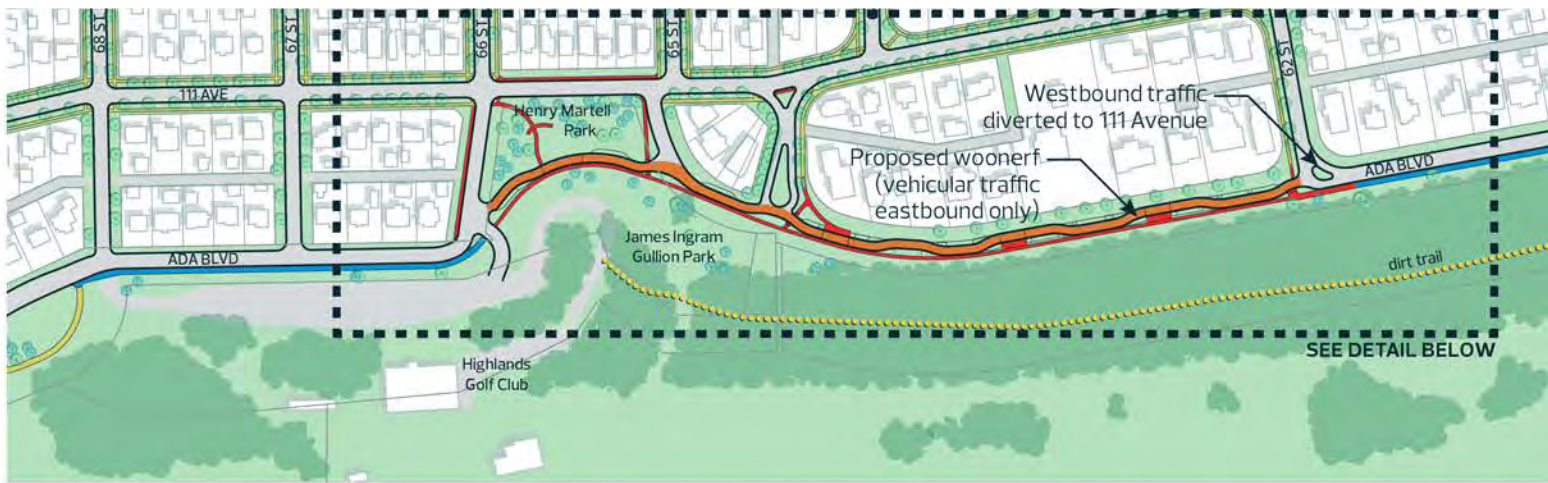 68 ST
67 ST
66 ST
65 ST
62 ST
111 AVE
Henry Martell
Park
Westbound traffic
diverted to 111 Avenue
Proposed woonerf
(vehicular traffic
eastbound only)
ADA BLVD
James Ingram
Gullion Park
ADA BLVD
dirt trail
SEE DETAIL BELOW
Highlands
Golf Club